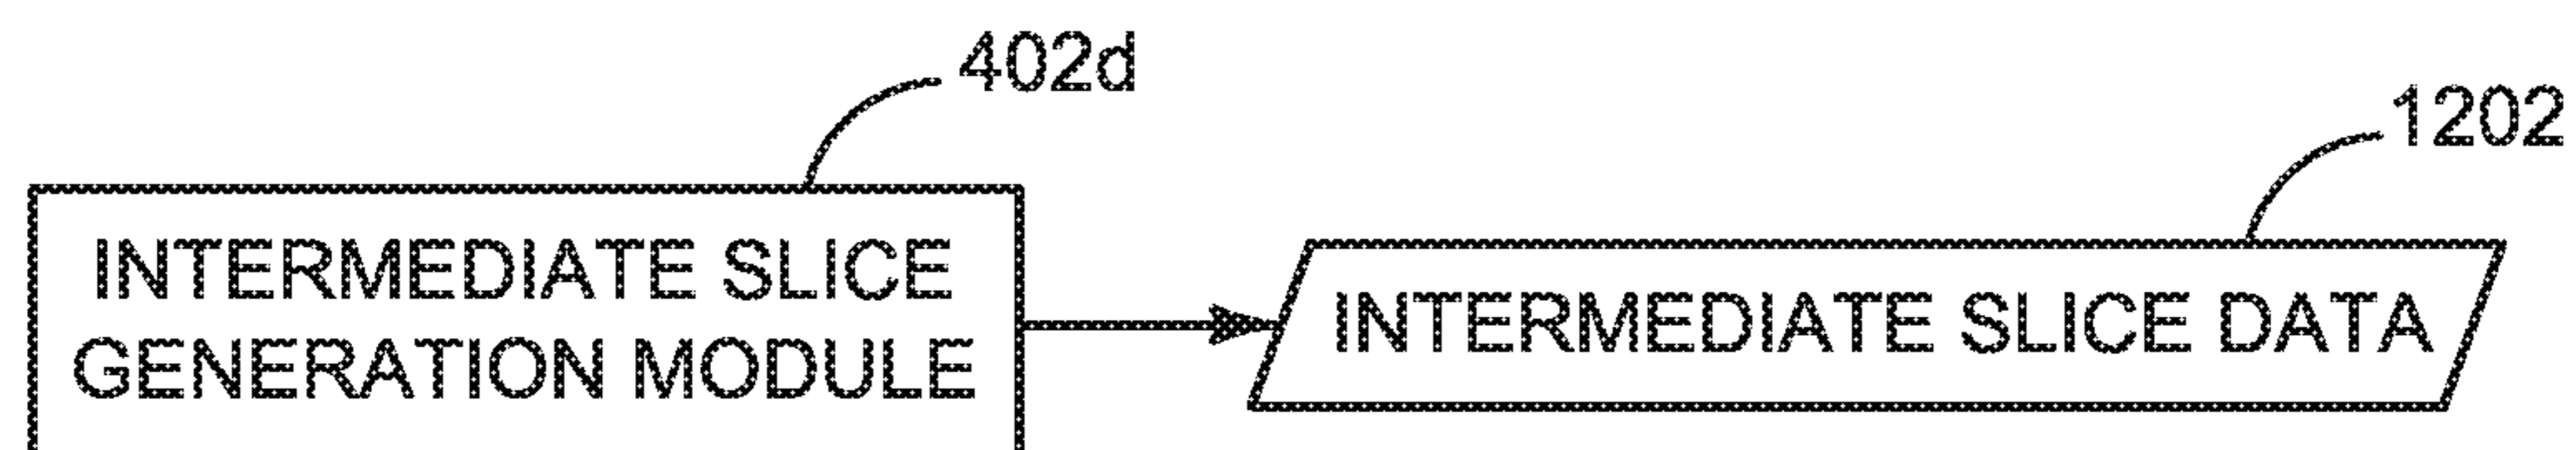 402d
1202
INTERMEDIATE SLICE
GENERATION MODULE
INTERMEDIATE SLICE DATA